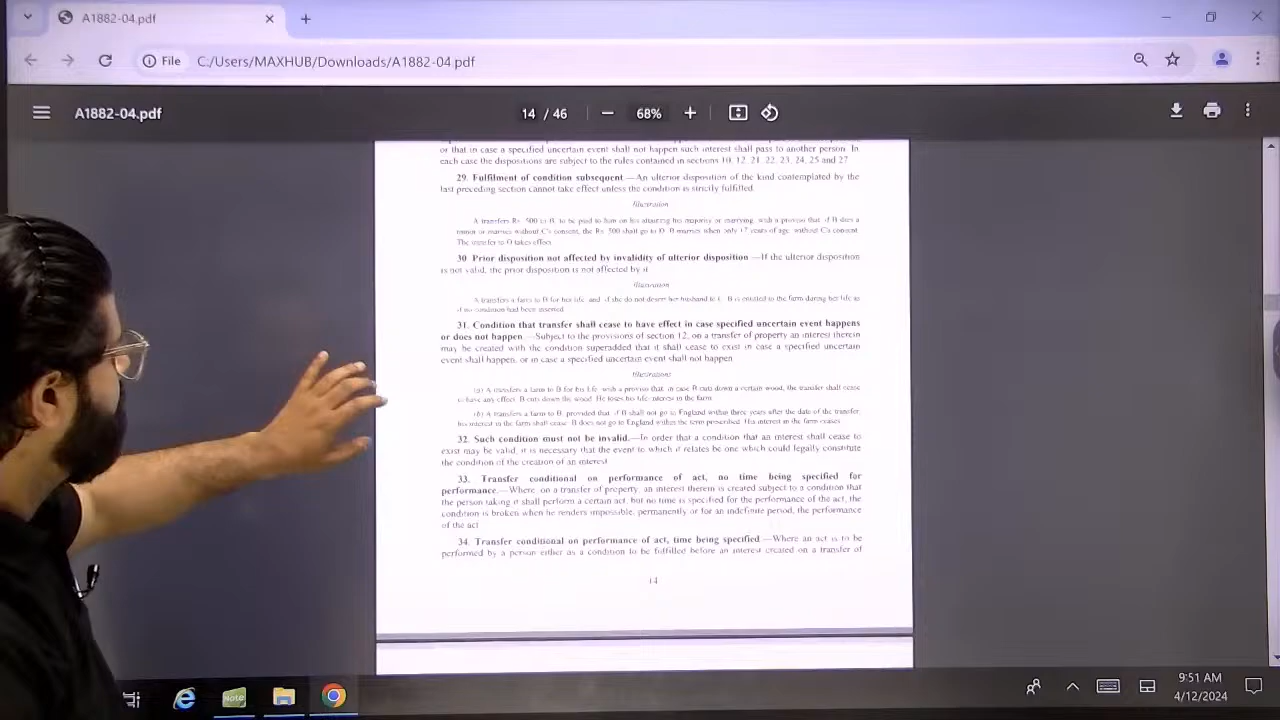 A1882-04.pdf
File C:/Users/MAXHUB/Downloads/A1882-04 pdf
A1882-04.pdf
14 / 46
68%
or that in case a specified uncertain event shall not happen such interest shall pass to another person. In
each case the dispositions are subject to the rules contained in sections 10, 12, 21, 22, 23, 24, 25 and 27
29. Fulfilment of condition subsequent —An ulterior disposition of the kind contemplated by the
last preceding section cannot take effect unless the condition is strictly fulfilled
Illustration
A transfers Rs. 500 to B, to be paid to him on his attaining his majority or marrying, with a proviso that, if B dies a
minor or marries without C's consent, the Rs. 500 shall go to D. B marries when only 17 years of age, without C's consent.
The transfer to D takes effect
30 Prior disposition not affected by invalidity of ulterior disposition —If the ulterior disposition
is not valid, the prior disposition is not affected by it
Illustration
A transfers a farm to B for her life, and, if she do not desert her husband to C. B is entitled to the farm during her life as
if no condition had been inserted
31. Condition that transfer shall cease to have effect in case specified uncertain event happens
or does not happen —Subject to the provisions of section 12, on a transfer of property an interest therein
may be created with the condition superadded that it shall cease to exist in case a specified uncertain
event shall happen, or in case a specified uncertain event shall not happen
Illustrations
(a) A transfers a farm to B for his life, with a proviso that, in case B cuts down a certain wood, the transfer shall cease
to have any effect. B cuts down the wood. He loses his life-interest in the farm
(b) A transfers a farm to B, provided that, if B shall not go to England within three years after the date of the transfer,
his interest in the farm shall cease. B does not go to England within the term prescribed. His interest in the farm ceases
32. Such condition must not be invalid.—In order that a condition that an interest shall cease to
exist may be valid, it is necessary that the event to which it relates be one which could legally constitute
the condition of the creation of an interest
33. Transfer conditional on performance of act, no time being specified for
performance.—Where, on a transfer of property, an interest therein is created subject to a condition that
the person taking it shall perform a certain act, but no time is specified for the performance of the act, the
condition is broken when he renders impossible, permanently or for an indefinite period, the performance
of the act
34. Transfer conditional on performance of act, time being specified —Where an act is to be
performed by a person either as a condition to be fulfilled before an interest created on a transfer of
14
Note
9:51 AM
4/12/2024